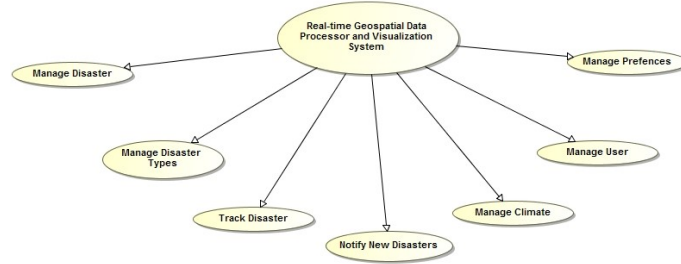 Real-time Geospatial Data
Processor and Visualization
System
Manage Disaster
Manage Prefences
Manage Disaster
Types
Manage User
Track Disaster
Manage Climate
Notify New Disasters